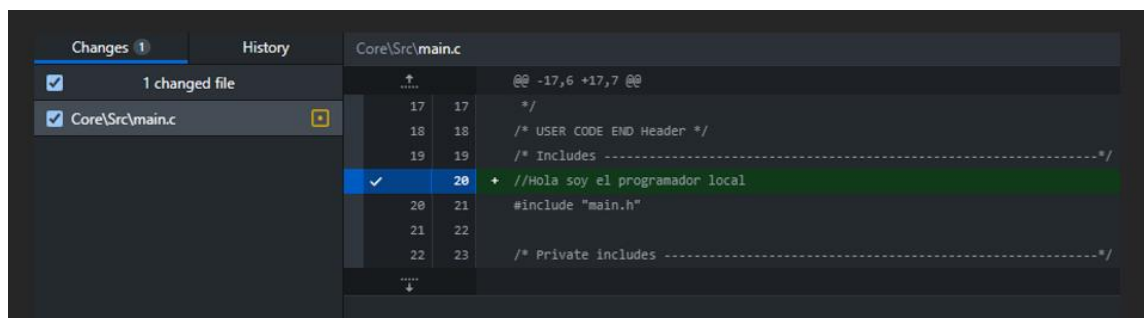 Changes 1 History
1 changed file
Core\Src\main.c
Core\Src\main.c
@@ -17,6 +17,7 @@
17 17 */
18 18 /* USER CODE END Header */
19 19 /* Includes ------------------------------------------------------------------*/
20 + //Hola soy el programador local
20 21 #include "main.h"
21 22
22 23 /* Private includes ----------------------------------------------------------*/